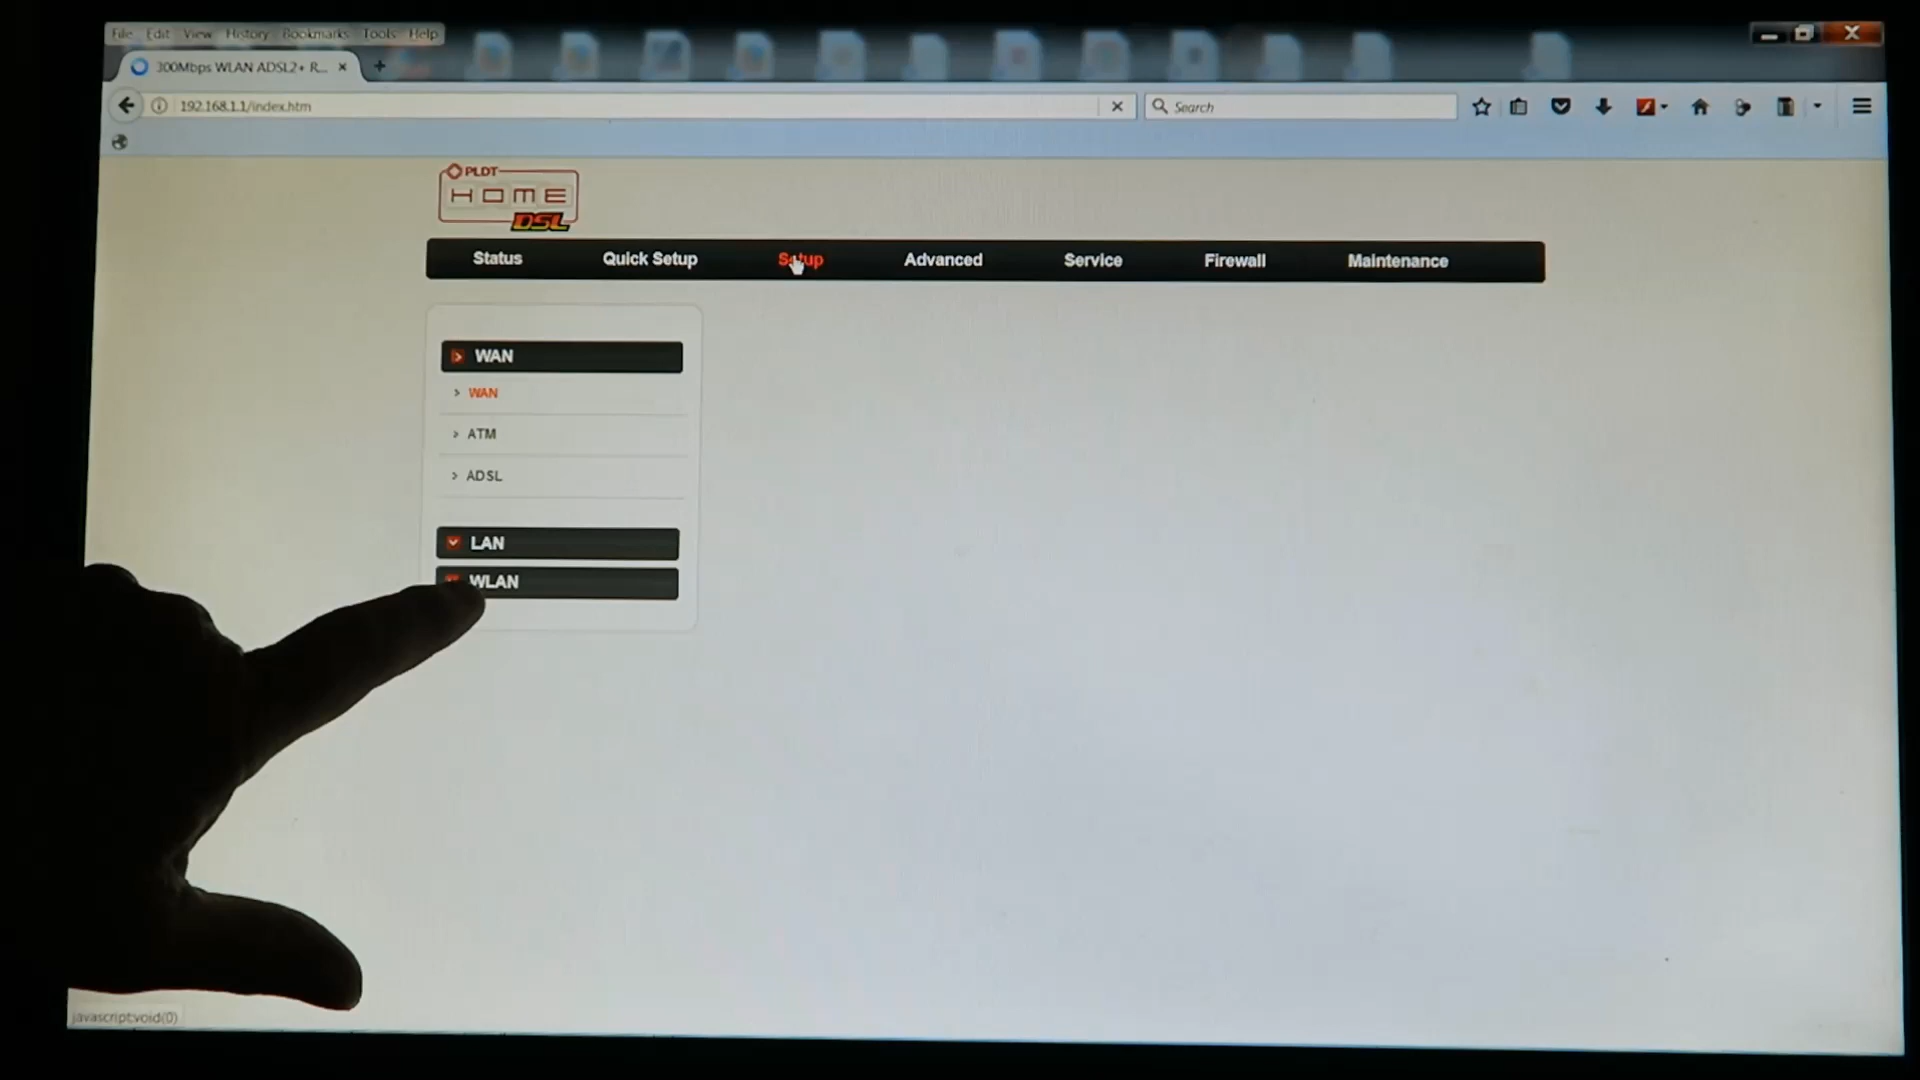 File Edit View History Bookmarks Tools Help
300Mbps WLAN ADSL2+ R...
192.168.1.1/index.htm
Search
PLDT
HOME
DSL
Status Quick Setup Setup Advanced Service Firewall Maintenance
WAN
WAN
ATM
ADSL
LAN
WLAN
javascript:void(0)